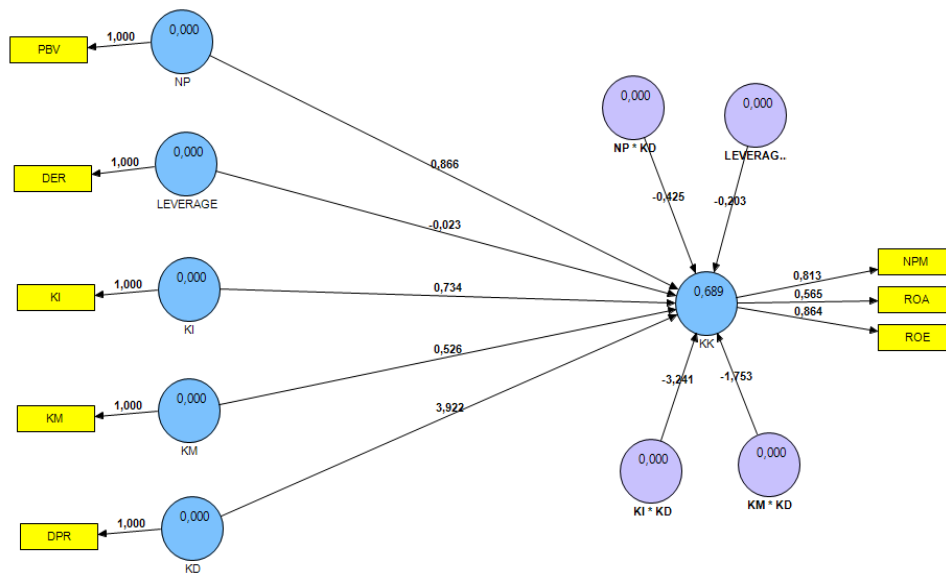 0,000
1,000
PBV
NP
0,000
0,000
0,000
NP * KD
LEVERAG..
1,000
DER
LEVERAGE
0,866
-0,425
-0,203
-0,023
0,000
1,000
KI
KI
0,734
0,689
KK
0,813
NPM
0,565
ROA
0,864
ROE
0,526
0,000
1,000
KM
KM
-3,241
-1,753
3,922
0,000
0,000
KI * KD
KM * KD
0,000
1,000
DPR
KD